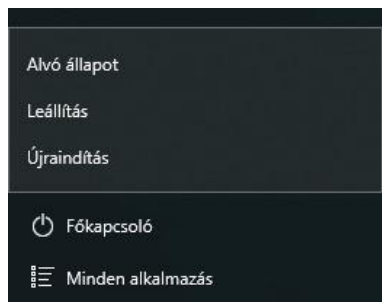 Alvó állapot
Leállítás
Újraindítás
Főkapcsoló
Minden alkalmazás